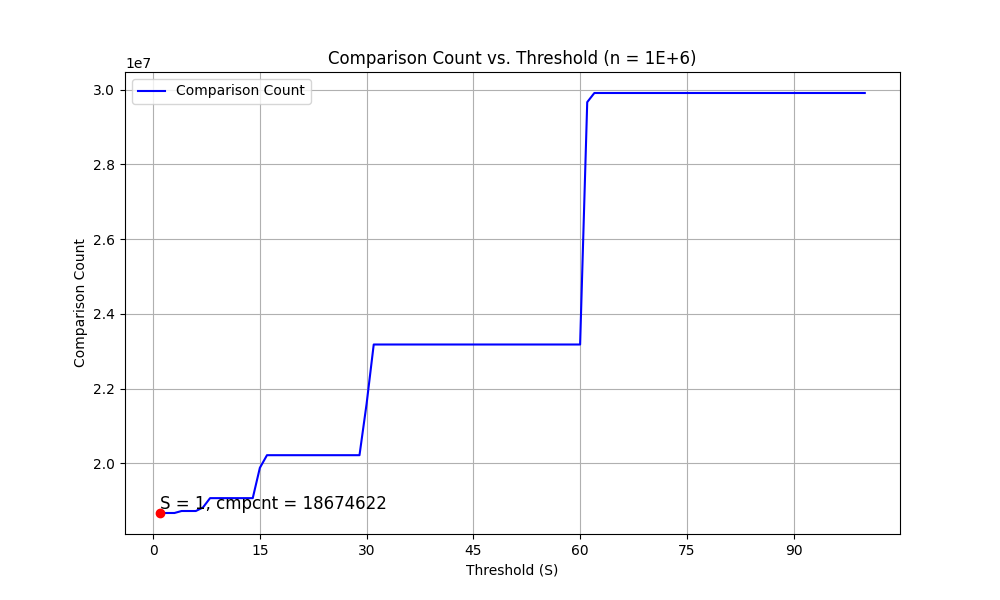 Comparison Count vs. Threshold (n = 1E+6)
1e7
Comparison Count
3.0
2.8
2.6
2.4
2.2
2.0
Comparison Count
S = 1, cmpcnt = 18674622
0 15 30 45 60 75 90
Threshold (S)